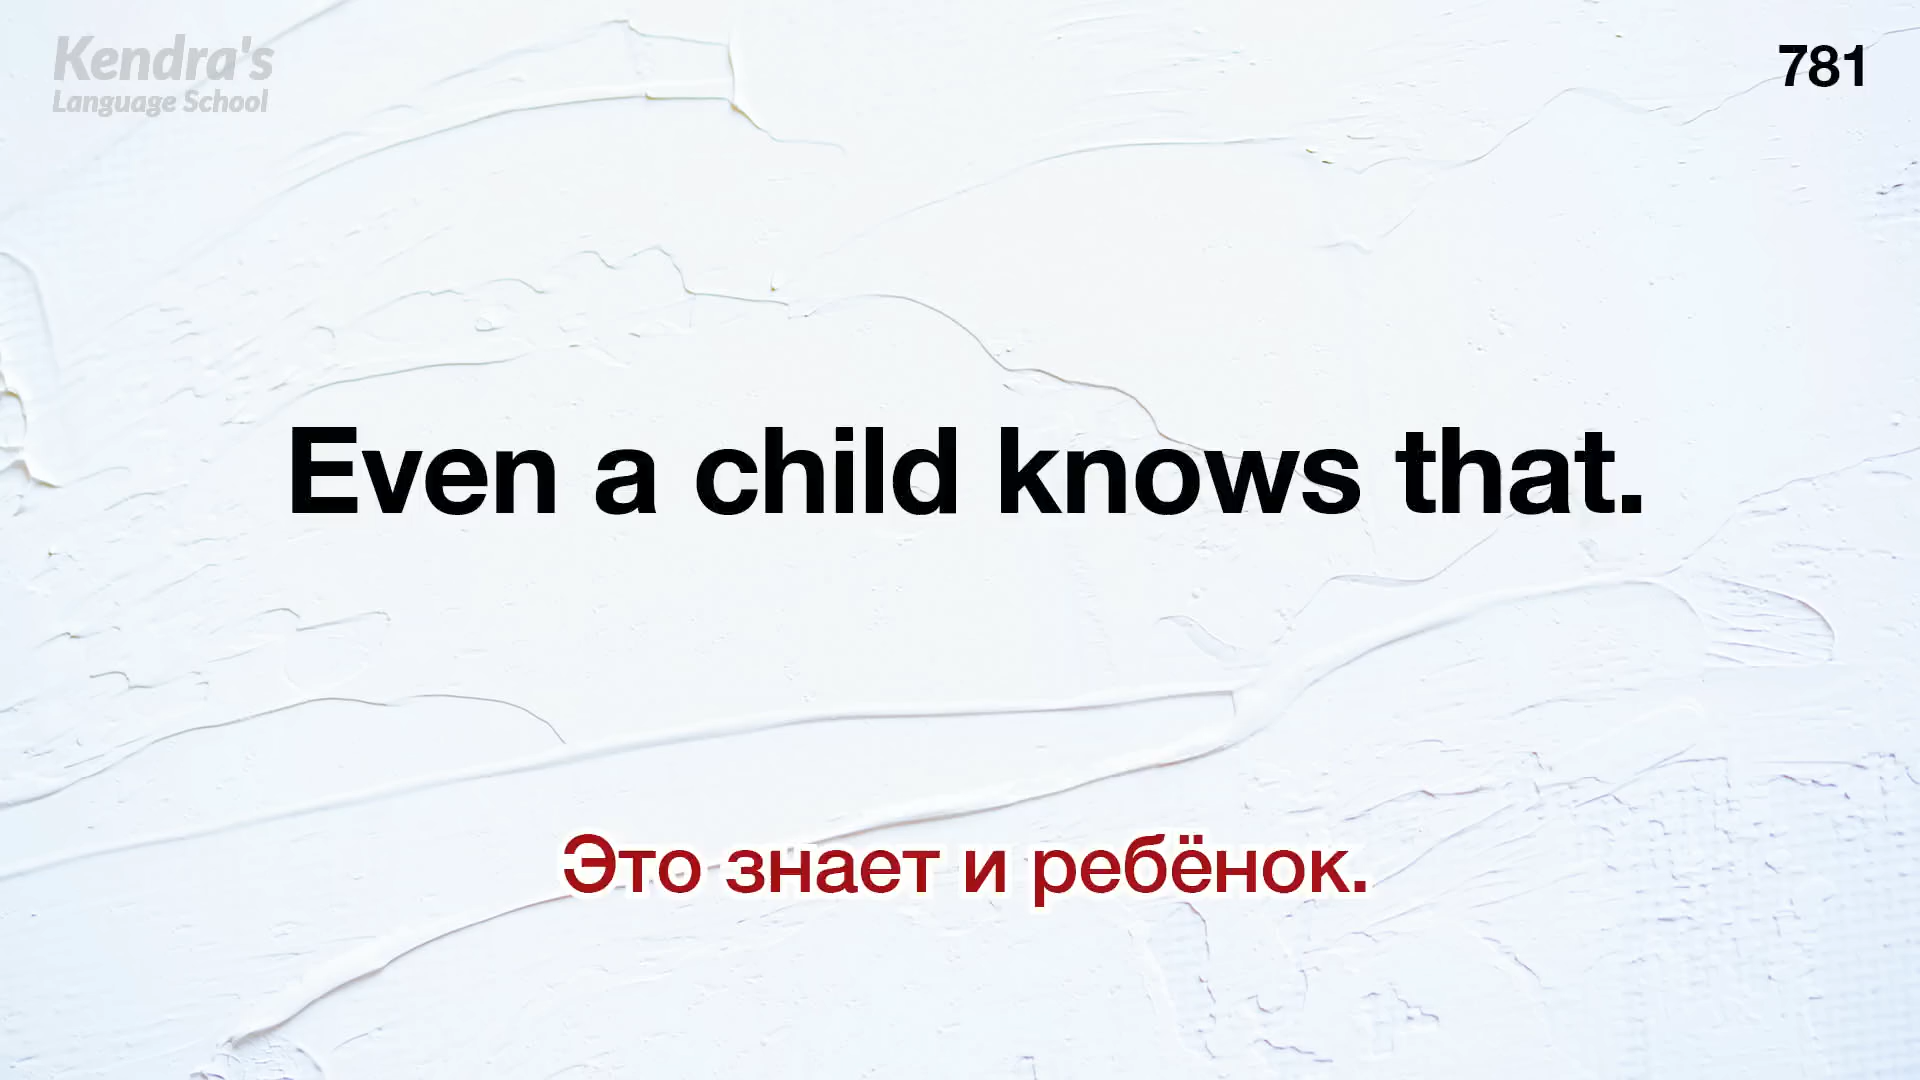 Kendra's
Language School
781
Even a child knows that.
Это знает и ребёнок.